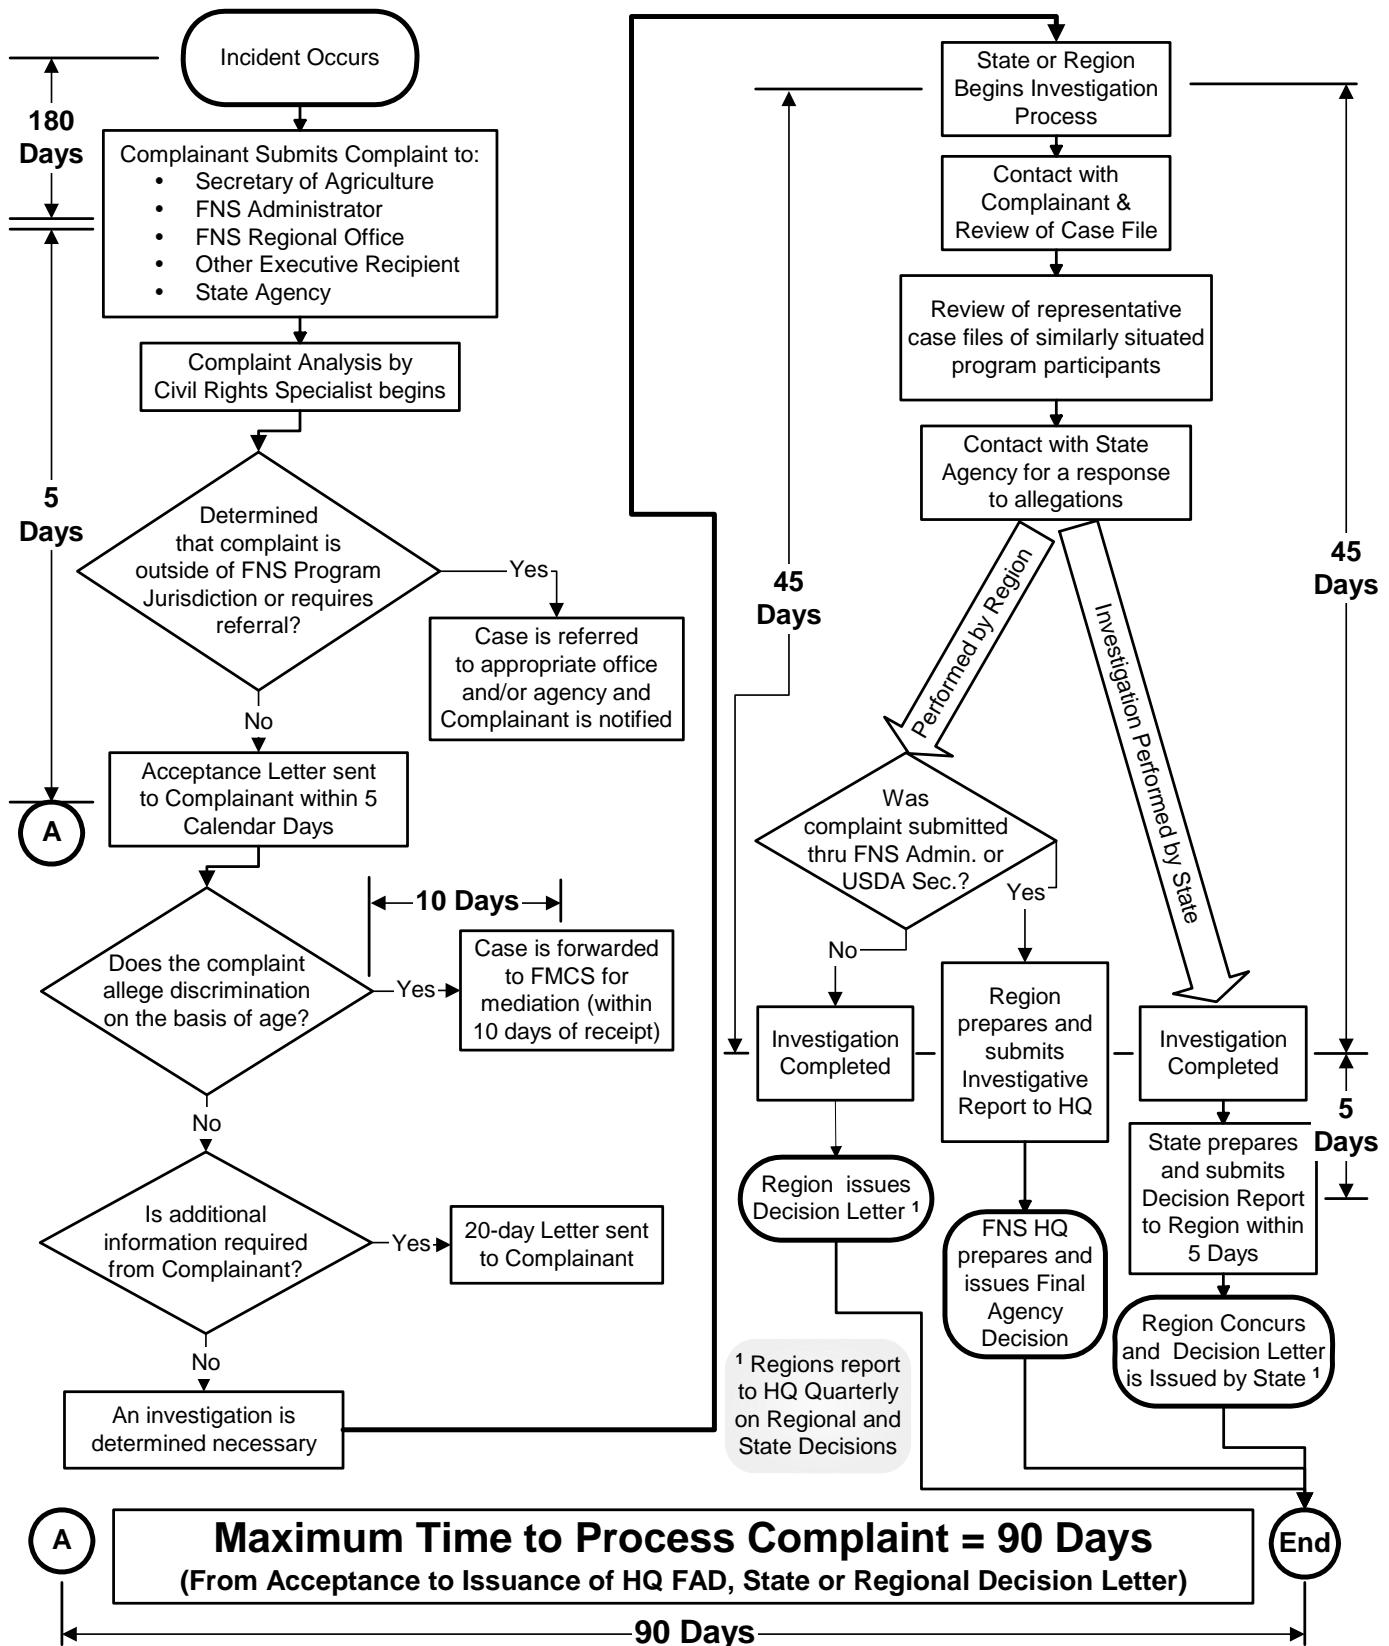 Incident Occurs
180
Days
Complainant Submits Complaint to:
• Secretary of Agriculture
• FNS Administrator
• FNS Regional Office
• Other Executive Recipient
• State Agency
Complaint Analysis by
Civil Rights Specialist begins
5
Days
Determined
that complaint is
outside of FNS Program
Jurisdiction or requires
referral?
Yes
Case is referred
to appropriate office
and/or agency and
Complainant is notified
No
Acceptance Letter sent
to Complainant within 5
Calendar Days
A
10 Days
Does the complaint
allege discrimination
on the basis of age?
Yes
Case is forwarded
to FMCS for
mediation (within
10 days of receipt)
No
Is additional
information required
from Complainant?
Yes
20-day Letter sent
to Complainant
No
An investigation is
determined necessary
State or Region
Begins Investigation
Process
Contact with
Complainant &
Review of Case File
Review of representative
case files of similarly situated
program participants
Contact with State
Agency for a response
to allegations
45
Days
45
Days
Performed by Region
Investigation Performed by State
Was
complaint submitted
thru FNS Admin. or
USDA Sec.?
Yes
No
Investigation
Completed
Region
prepares and
submits
Investigative
Report to HQ
Investigation
Completed
5
Days
Region issues
Decision Letter ¹
FNS HQ
prepares and
issues Final
Agency
Decision
State prepares
and submits
Decision Report
to Region within
5 Days
Region Concurs
and Decision Letter
is Issued by State ¹
¹ Regions report
to HQ Quarterly
on Regional and
State Decisions
A
Maximum Time to Process Complaint = 90 Days
(From Acceptance to Issuance of HQ FAD, State or Regional Decision Letter)
End
90 Days